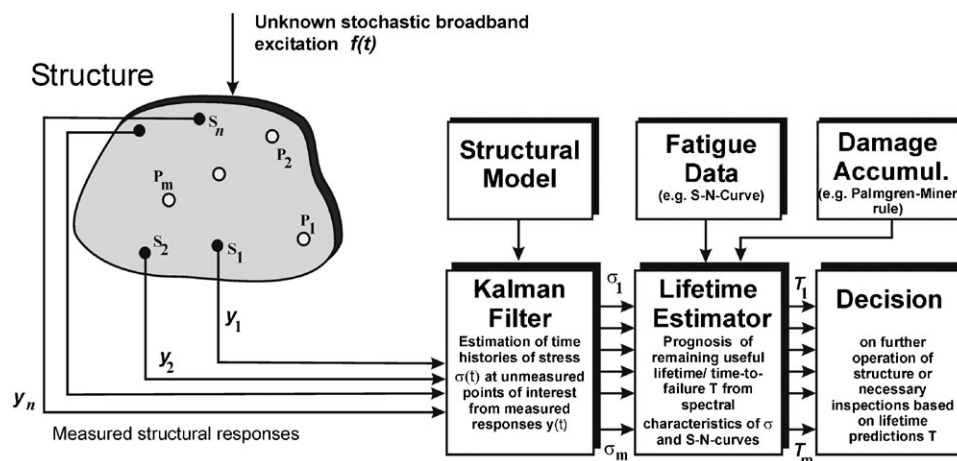 Unknown stochastic broadband
excitation f(t)
Structure
Sn
P2
Pm
P1
S2
S1
y1
y2
yn
Measured structural responses
Structural
Model
Fatigue
Data
(e.g. S-N-Curve)
Damage
Accumul.
(e.g. Palmgren-Miner
rule)
Kalman
Filter
Estimation of time
histories of stress
σ(t) at unmeasured
points of interest
from measured
responses y(t)
σ1
σm
Lifetime
Estimator
Prognosis of
remaining useful
lifetime/ time-to-
failure T from
spectral
characteristics of σ
and S-N-curves
T1
Tm
Decision
on further
operation of
structure or
necessary
inspections based
on lifetime
predictions T